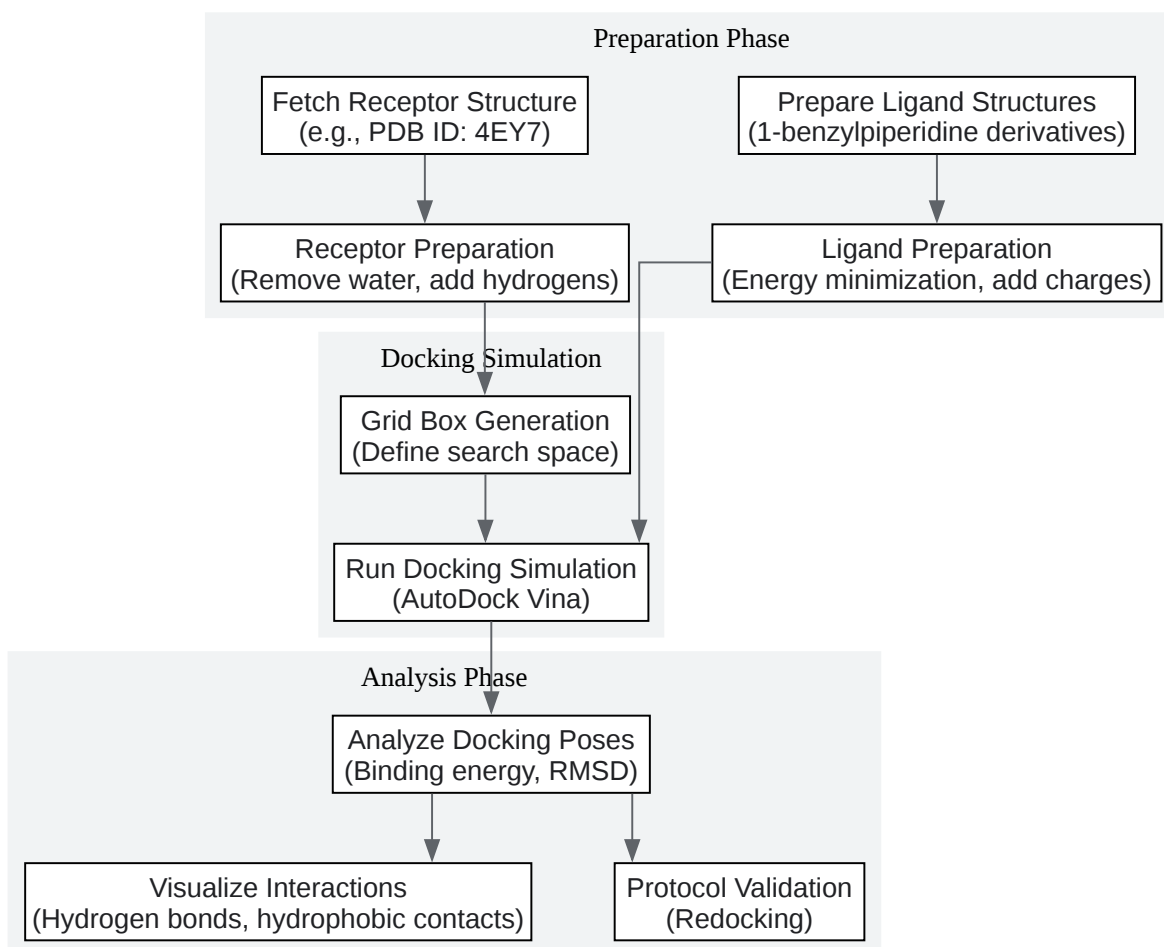 Preparation Phase
Fetch Receptor Structure
(e.g., PDB ID: 4EY7)
Prepare Ligand Structures
(1-benzylpiperidine derivatives)
Receptor Preparation
(Remove water, add hydrogens)
Ligand Preparation
(Energy minimization, add charges)
Docking Simulation
Grid Box Generation
(Define search space)
Run Docking Simulation
(AutoDock Vina)
Analysis Phase
Analyze Docking Poses
(Binding energy, RMSD)
Visualize Interactions
(Hydrogen bonds, hydrophobic contacts)
Protocol Validation
(Redocking)